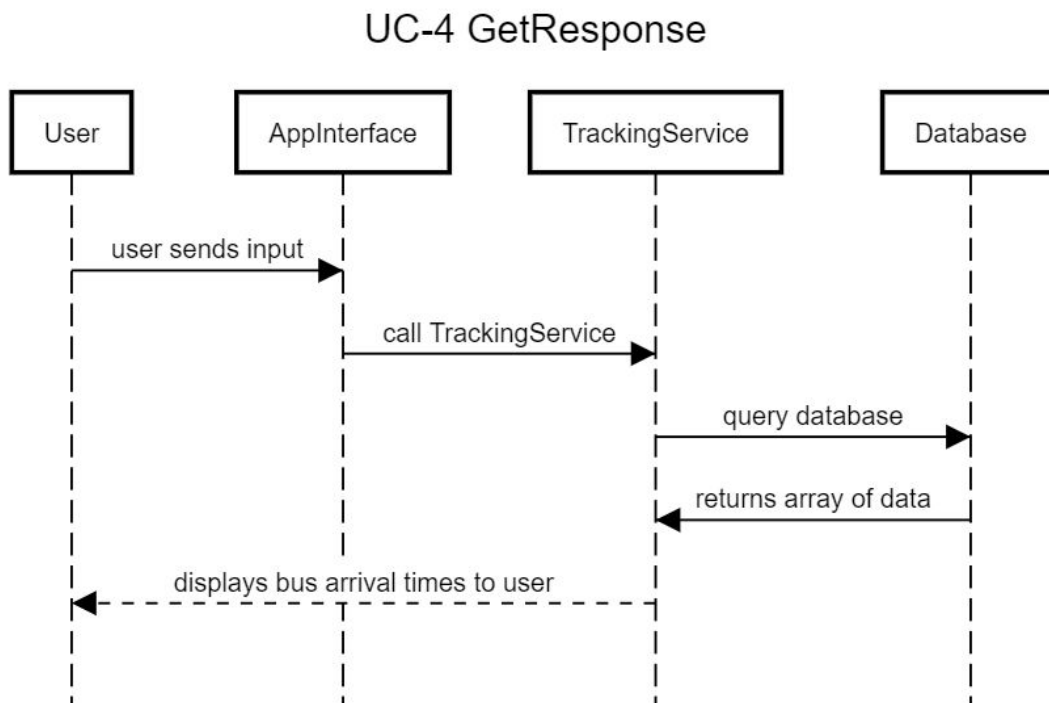 UC-4 GetResponse
User
AppInterface
TrackingService
Database
user sends input
call TrackingService
query database
returns array of data
displays bus arrival times to user